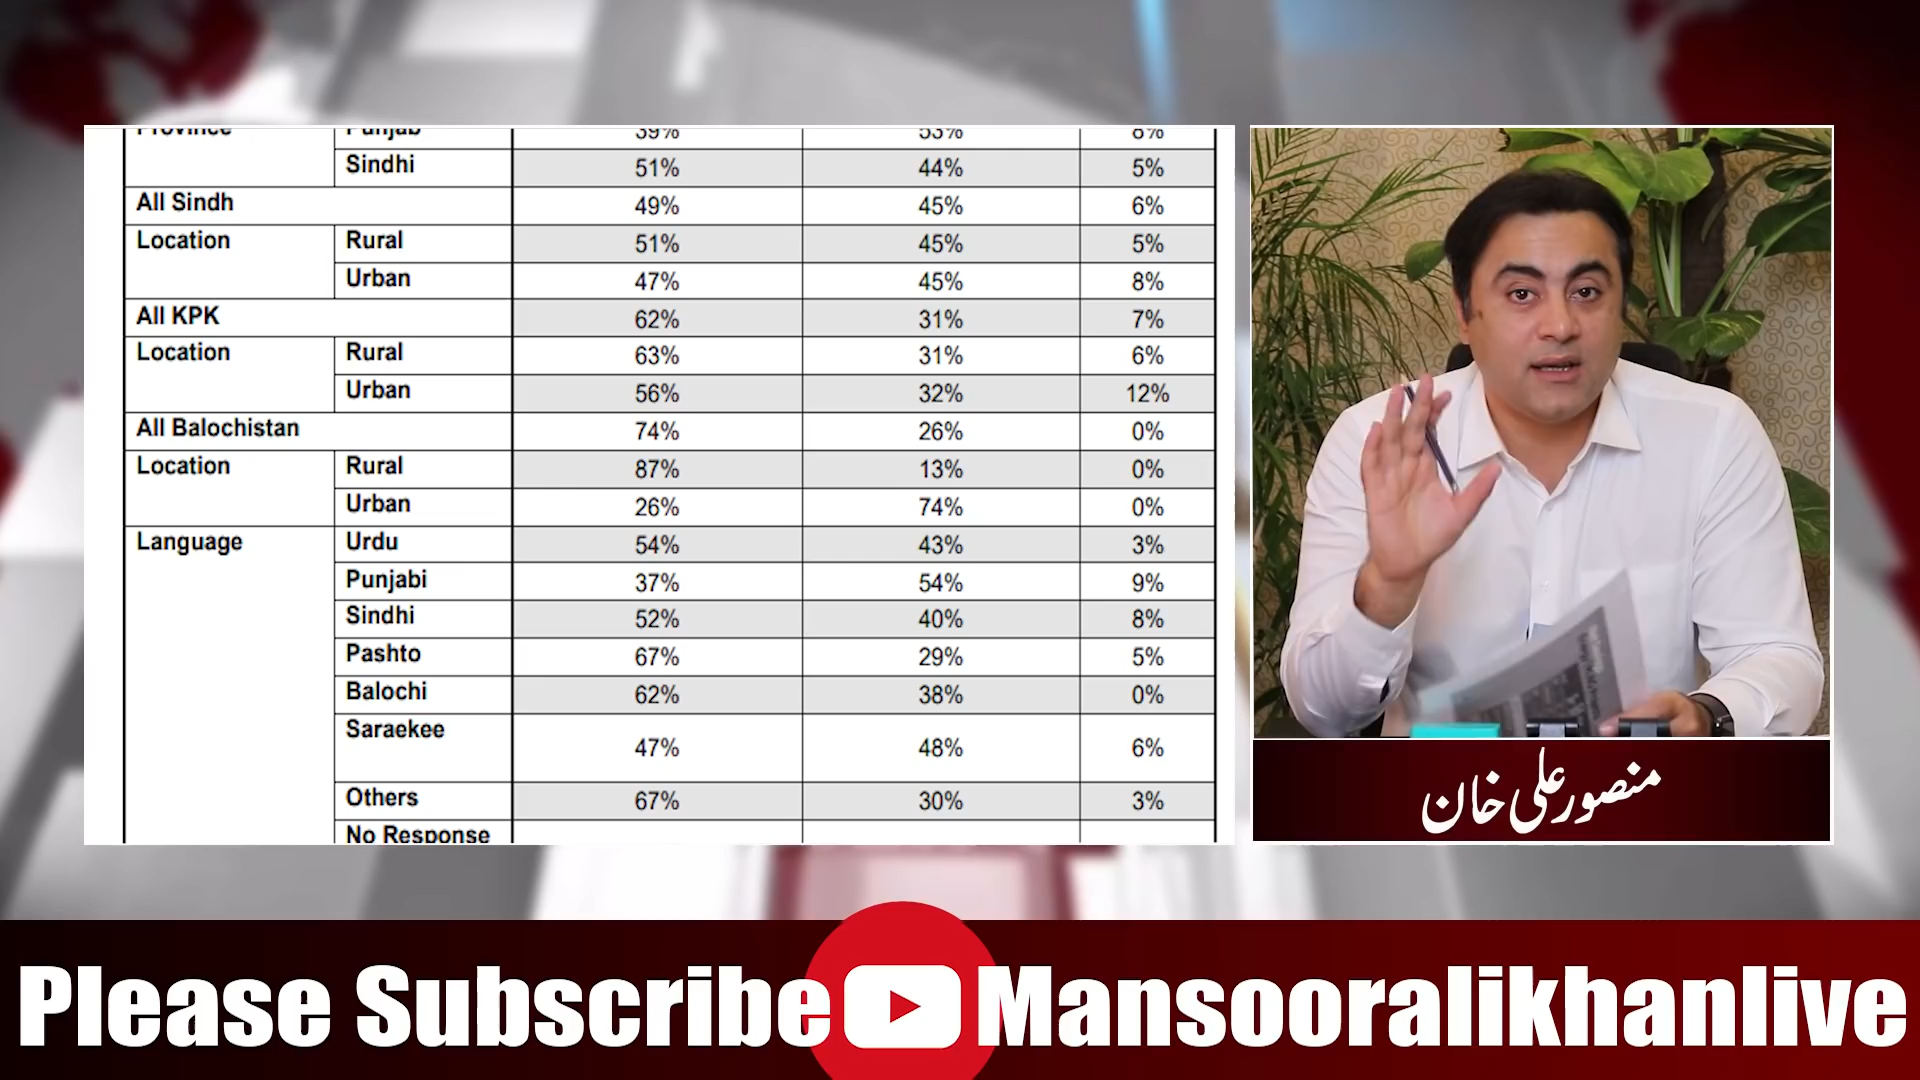 Province Punjab 39% 53% 8%
Sindhi 51% 44% 5%
All Sindh 49% 45% 6%
Location Rural 51% 45% 5%
Urban 47% 45% 8%
All KPK 62% 31% 7%
Location Rural 63% 31% 6%
Urban 56% 32% 12%
All Balochistan 74% 26% 0%
Location Rural 87% 13% 0%
Urban 26% 74% 0%
Language Urdu 54% 43% 3%
Punjabi 37% 54% 9%
Sindhi 52% 40% 8%
Pashto 67% 29% 5%
Balochi 62% 38% 0%
Saraekee 47% 48% 6%
Others 67% 30% 3%
No Response
منصور علی خان
Please Subscribe Mansooralikhanlive